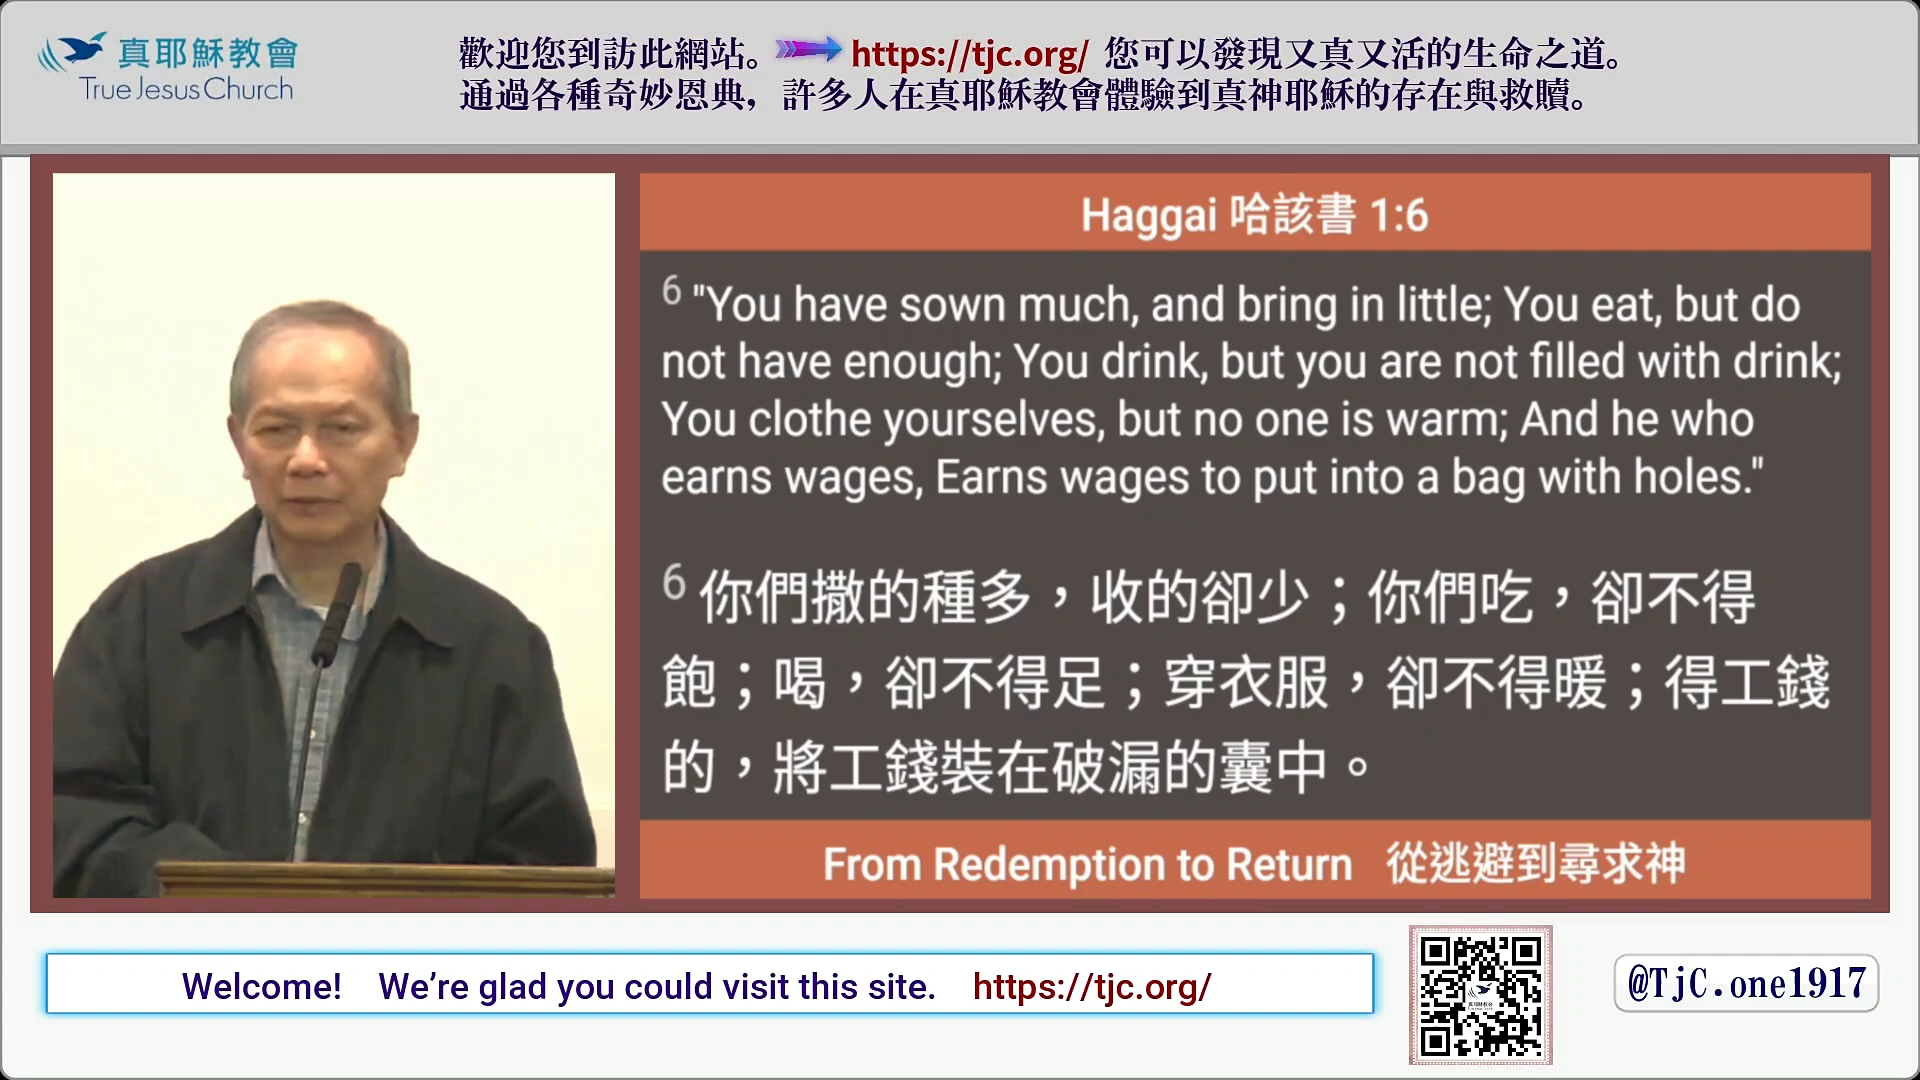 真耶穌教會
True Jesus Church
歡迎您到訪此網站。 https://tjc.org/ 您可以發現又真又活的生命之道。
通過各種奇妙恩典，許多人在真耶穌教會體驗到真神耶穌的存在與救贖。
Haggai 哈該書 1:6
6 "You have sown much, and bring in little; You eat, but do
not have enough; You drink, but you are not filled with drink;
You clothe yourselves, but no one is warm; And he who
earns wages, Earns wages to put into a bag with holes."
6 你們撒的種多，收的卻少；你們吃，卻不得
飽；喝，卻不得足；穿衣服，卻不得暖；得工錢
的，將工錢裝在破漏的囊中。
From Redemption to Return 從逃避到尋求神
Welcome! We’re glad you could visit this site. https://tjc.org/
真耶穌教會
@TjC.one1917